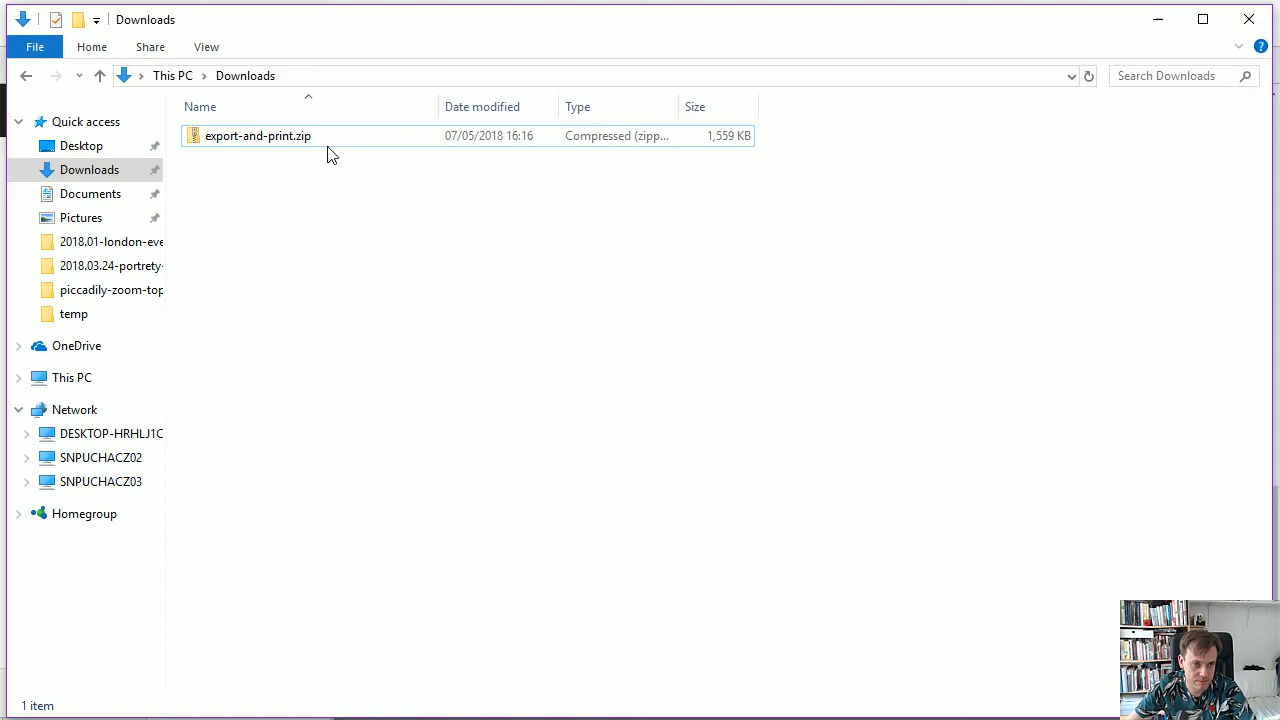 Downloads
File Home Share View
This PC Downloads Search Downloads
Name Date modified Type Size
export-and-print.zip 07/05/2018 16:16 Compressed (zipp... 1,559 KB
Quick access
Desktop
Downloads
Documents
Pictures
2018.01-london-eve
2018.03.24-portrety-
piccadily-zoom-top
temp
OneDrive
This PC
Network
DESKTOP-HRHLJ1C
SNPUCHACZ02
SNPUCHACZ03
Homegroup
1 item